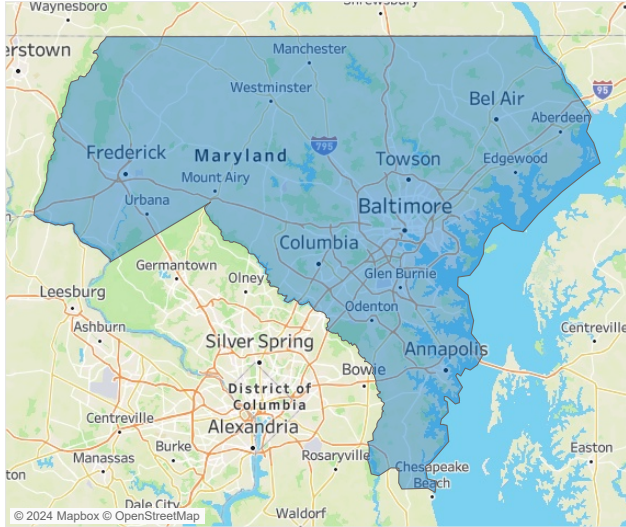 Waynesboro
Shrewsbury
erstown
Manchester
Westminster
95
Bel Air
Aberdeen
795
Frederick
Maryland
Towson
Edgewood
Mount Airy
Urbana
Baltimore
Columbia
Germantown
Olney
Glen Burnie
Leesburg
Odenton
Ashburn
Centreville
Silver Spring
Annapolis
Bowie
District of
Columbia
Centreville
Alexandria
Burke
Rosaryville
Easton
Manassas
Chesapeake
Beach
ton
Dale City
Waldorf
© 2024 Mapbox © OpenStreetMap